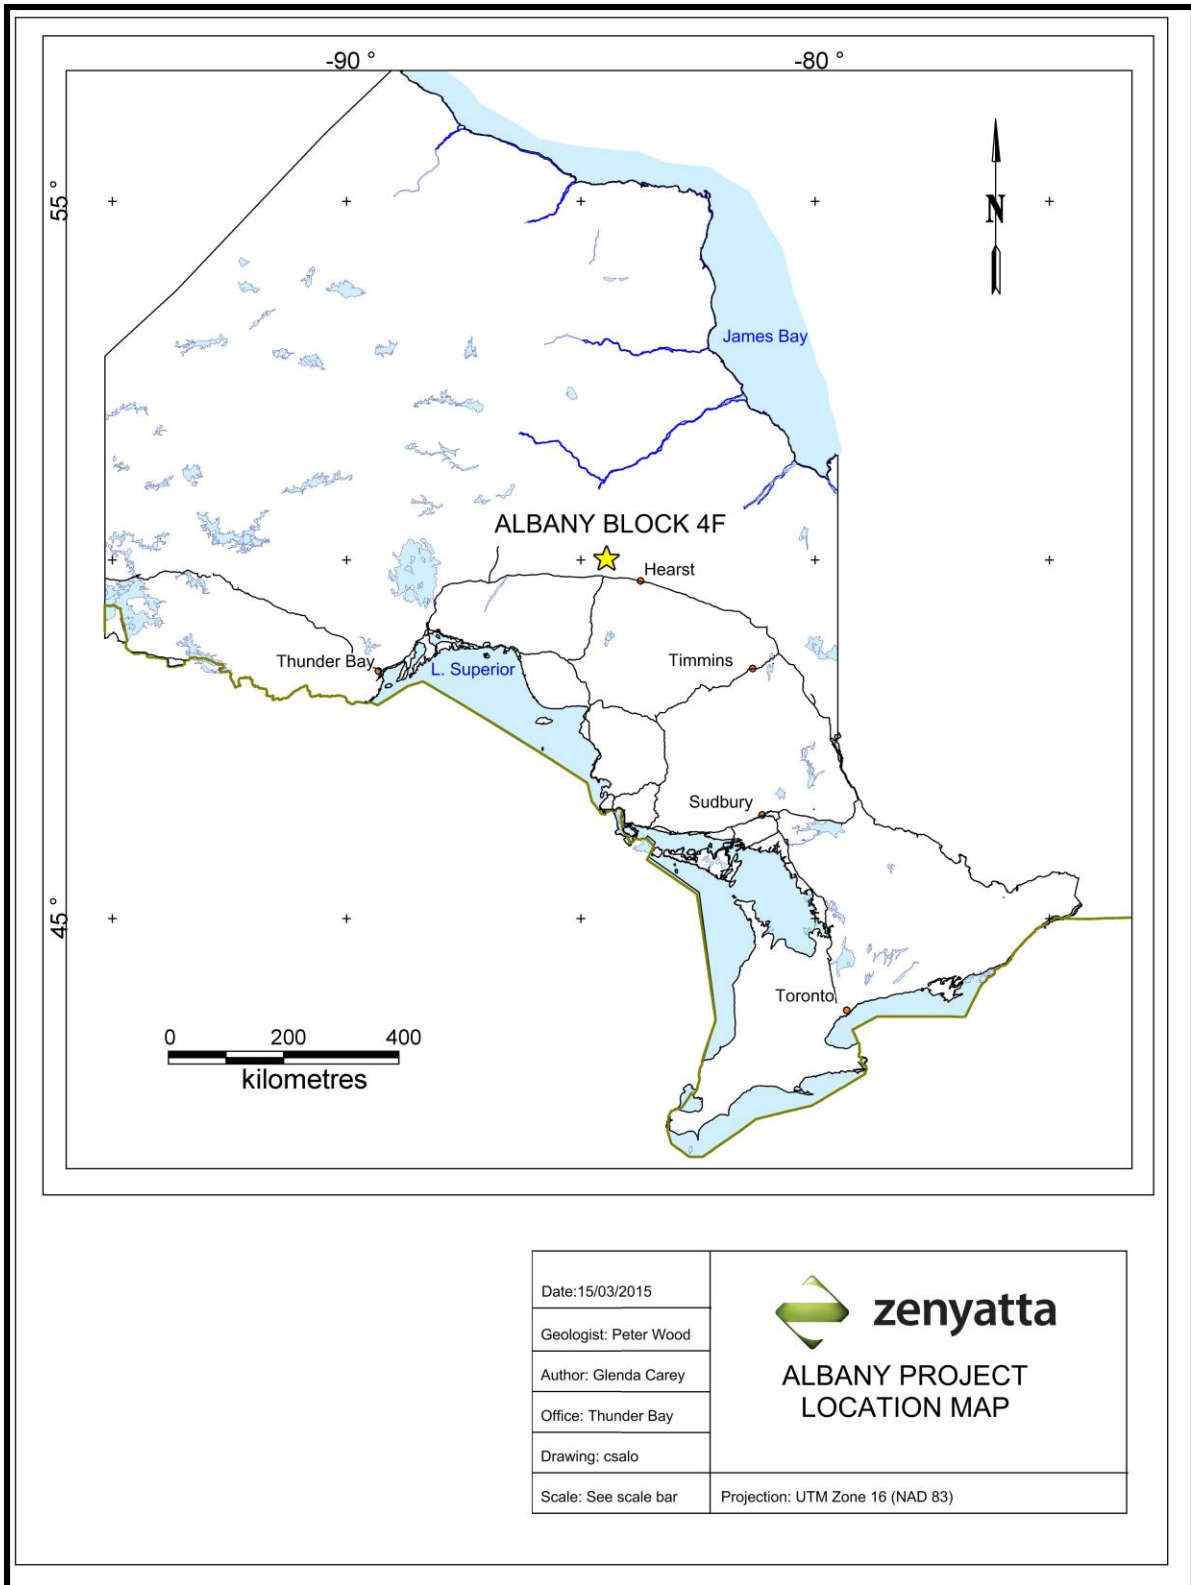 -90 °
-80 °
55 °
N
James Bay
ALBANY BLOCK 4F
Hearst
Thunder Bay
L. Superior
Timmins
Sudbury
45 °
Toronto
0 200 400
kilometres
Date:15/03/2015
Geologist: Peter Wood
Author: Glenda Carey
Office: Thunder Bay
Drawing: csalo
Scale: See scale bar
zenyatta
ALBANY PROJECT
LOCATION MAP
Projection: UTM Zone 16 (NAD 83)